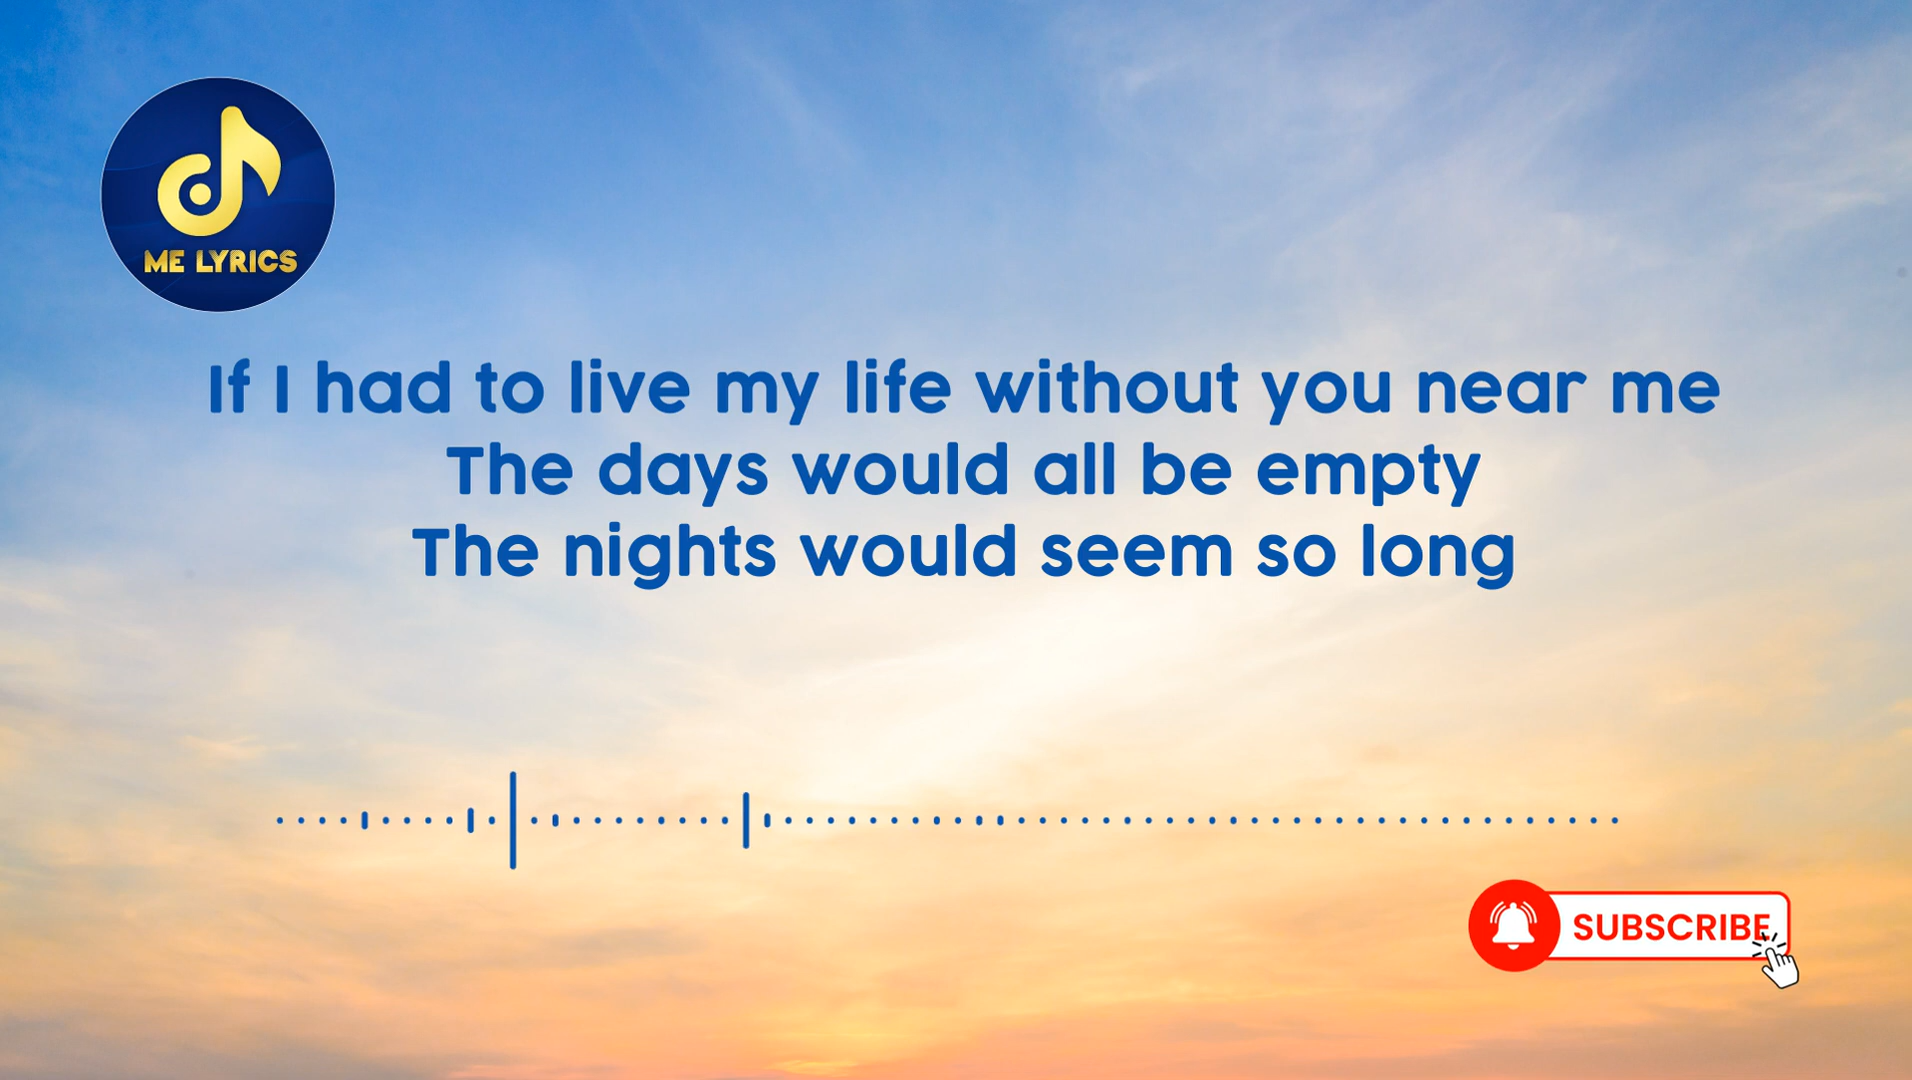 ME LYRICS
If I had to live my life without you near me
The days would all be empty
The nights would seem so long
SUBSCRIBE